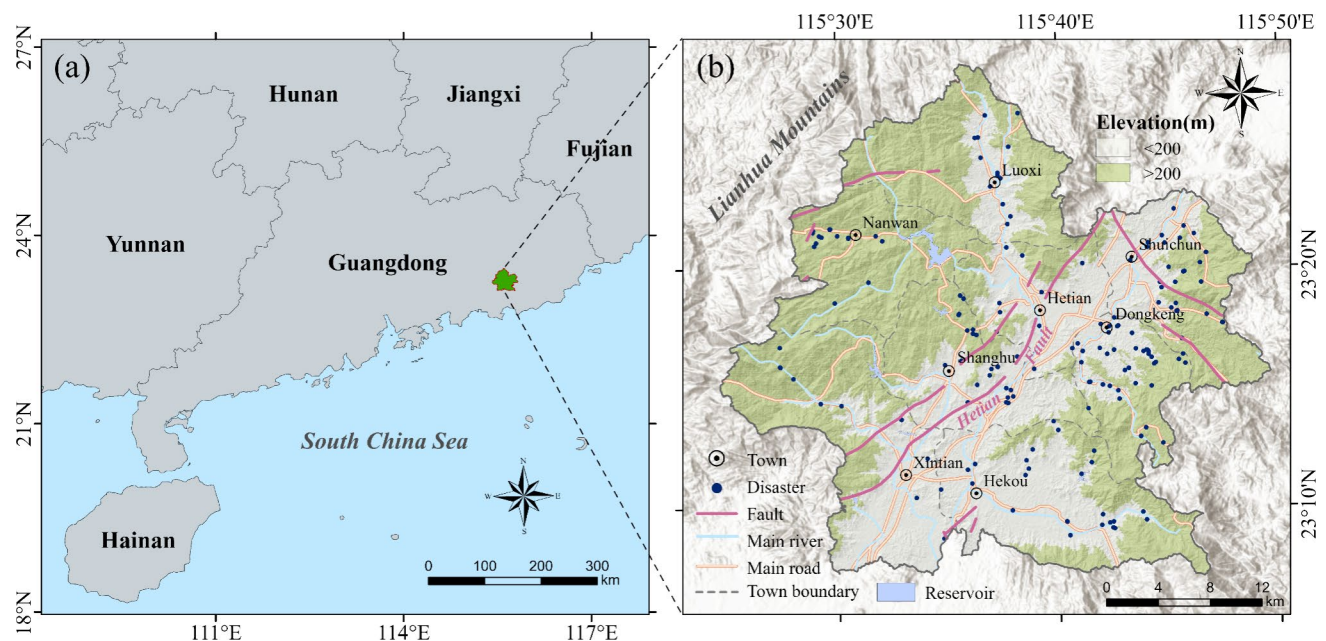 115°30'E
115°40'E
115°50'E
27°N
24°N
21°N
18°N
(a)
Hunan
Jiangxi
Fujian
Yunnan
Guangdong
South China Sea
Hainan
N
W
E
S
0
100
200
300
km
111°E
114°E
117°E
(b)
Lianhua Mountains
N
W
E
S
Elevation(m)
<200
>200
Luoxi
Nanwan
Shunchun
Hetian
Dongkeng
Shanghu
Hetian Fault
Xintian
Hekou
Town
Disaster
Fault
Main river
Main road
Town boundary
Reservoir
0
4
8
12
km
23°20'N
23°10'N